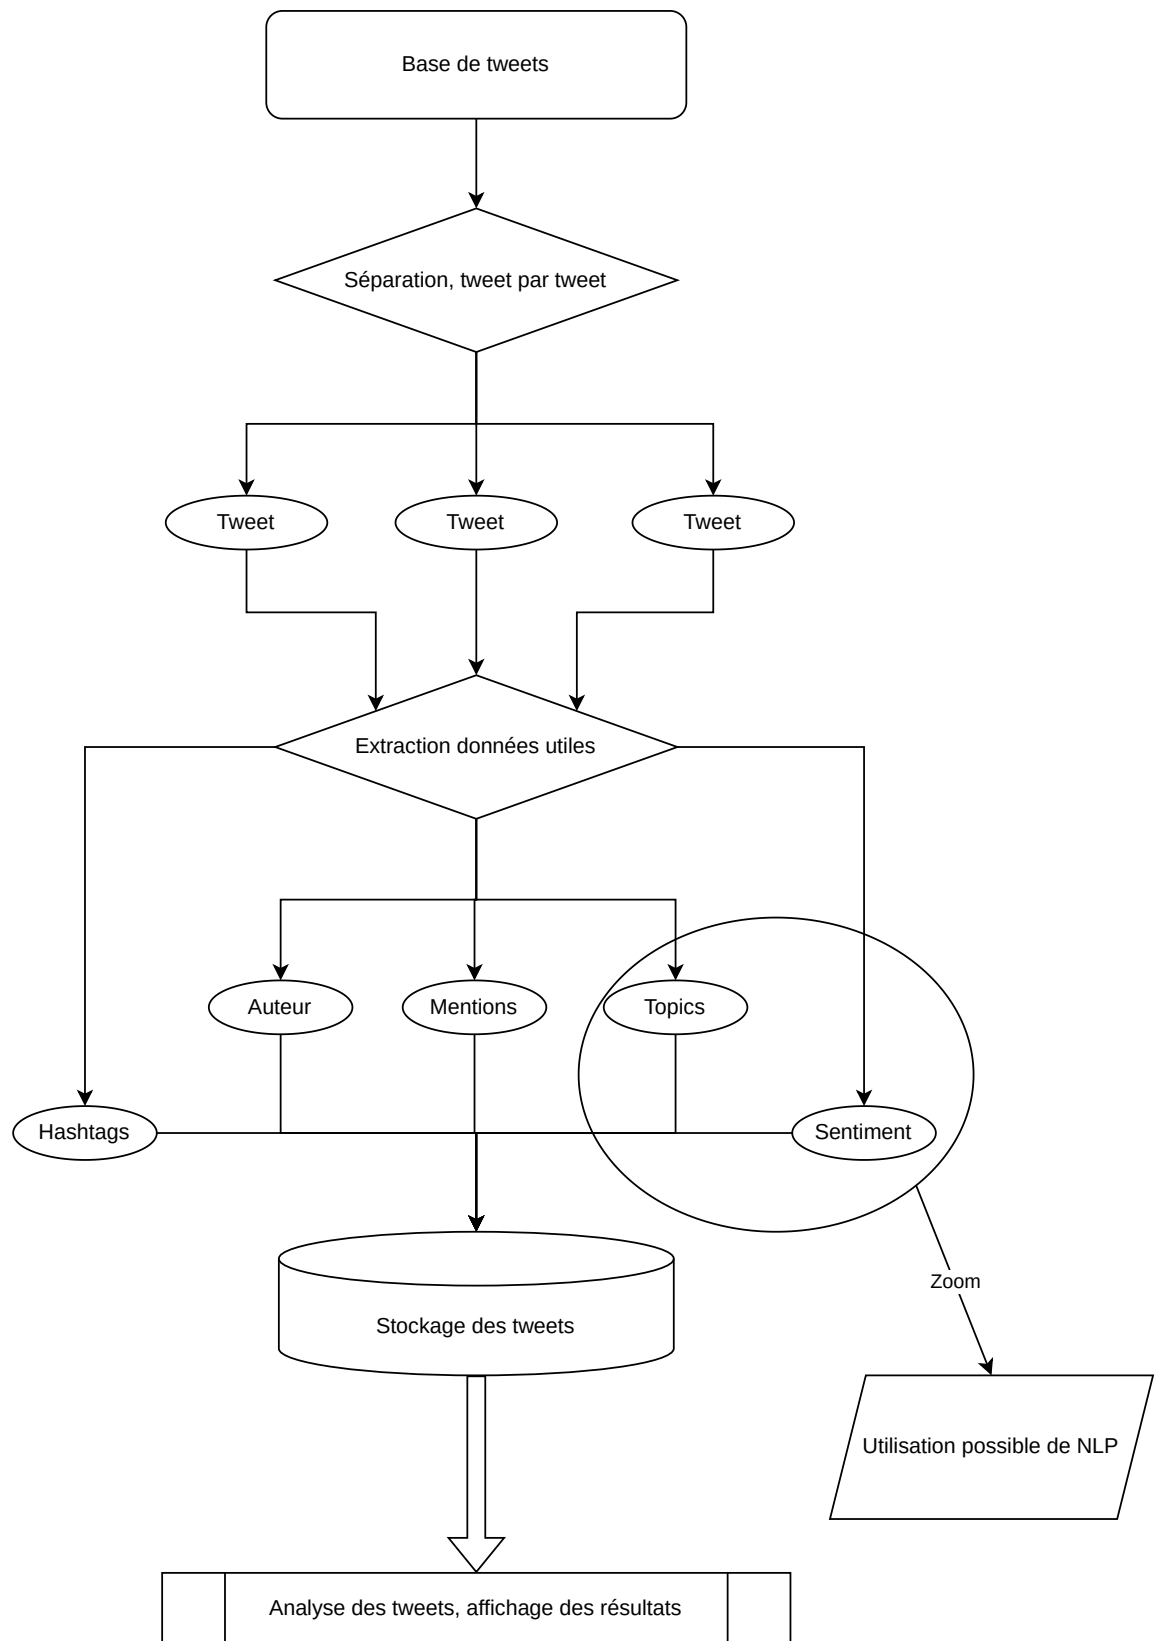 Base de tweets
Séparation, tweet par tweet
Tweet
Tweet
Tweet
Extraction données utiles
Auteur
Mentions
Topics
Hashtags
Sentiment
Zoom
Stockage des tweets
Utilisation possible de NLP
Analyse des tweets, affichage des résultats